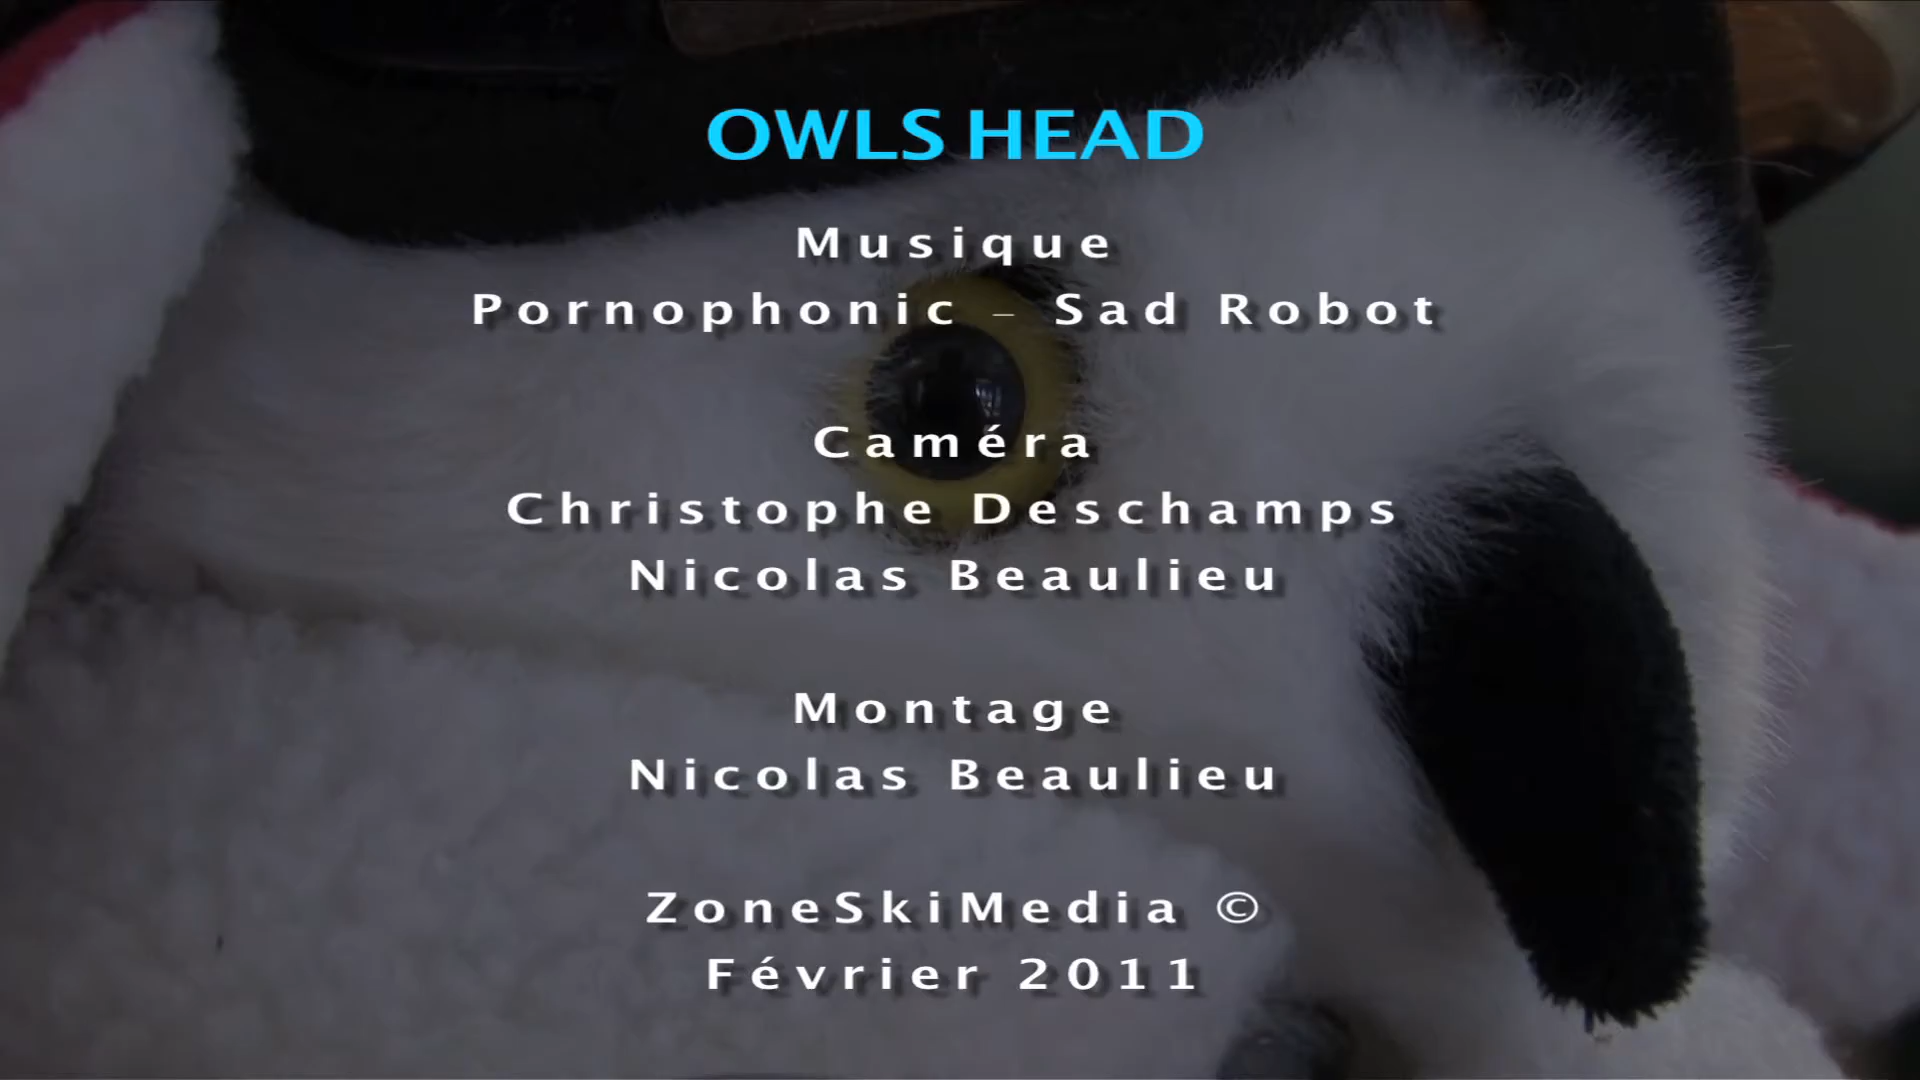 OWLS HEAD
Musique
Pornophonic – Sad Robot
Caméra
Christophe Deschamps
Nicolas Beaulieu
Montage
Nicolas Beaulieu
ZoneSkiMedia ©
Février 2011